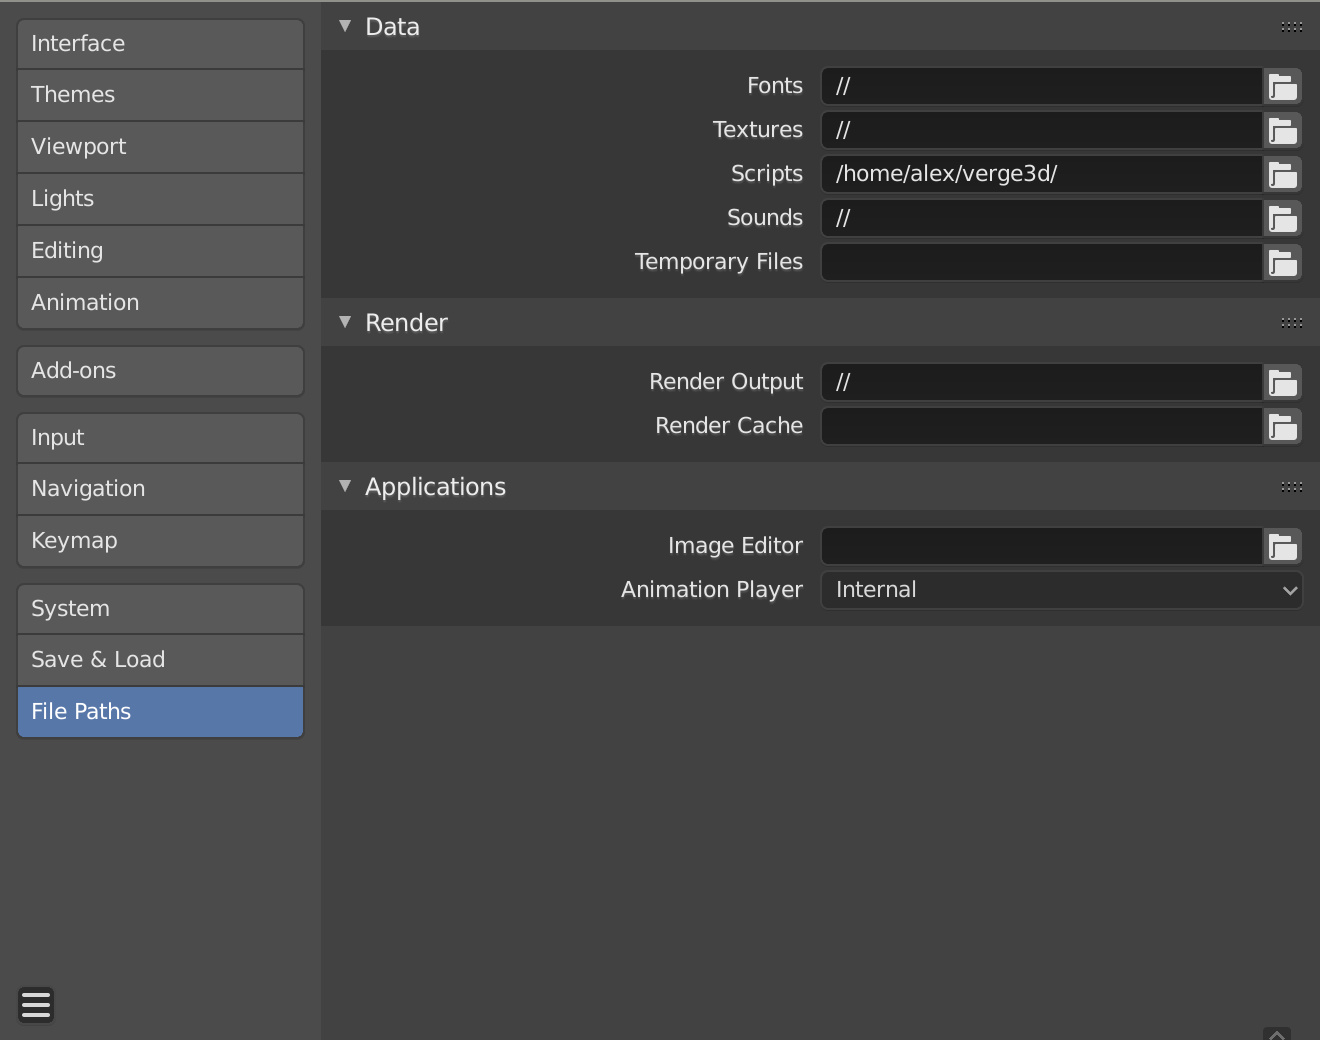 Interface
Themes
Viewport
Lights
Editing
Animation
Add-ons
Input
Navigation
Keymap
System
Save & Load
File Paths
Data
Fonts //
Textures //
Scripts /home/alex/verge3d/
Sounds //
Temporary Files
Render
Render Output //
Render Cache
Applications
Image Editor
Animation Player Internal